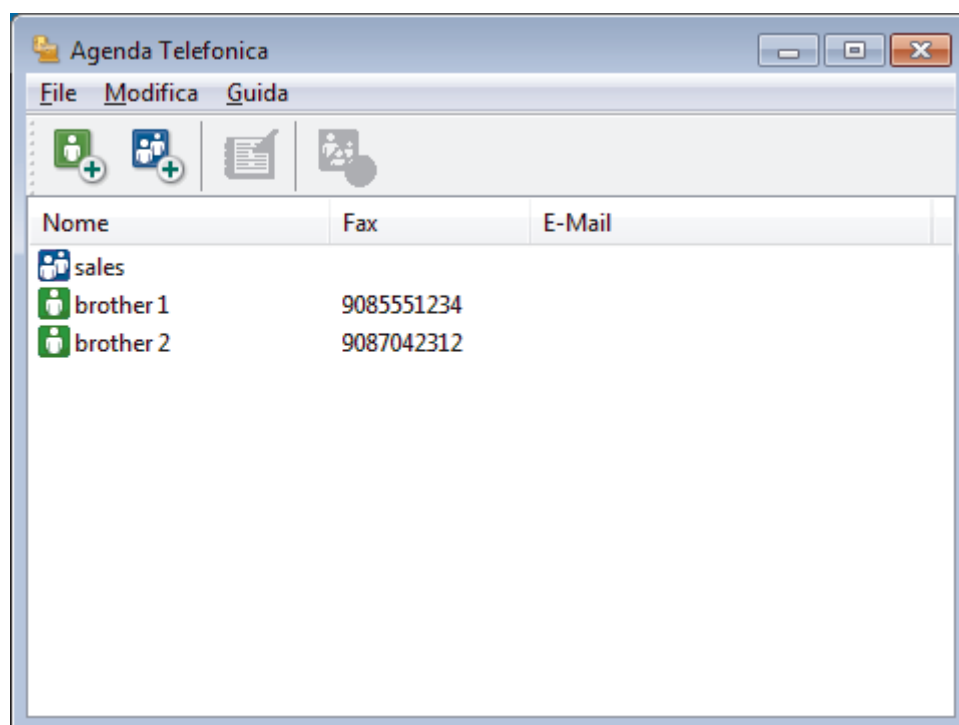 Agenda Telefonica
File Modifica Guida
Nome Fax E-Mail
sales
brother 1 9085551234
brother 2 9087042312